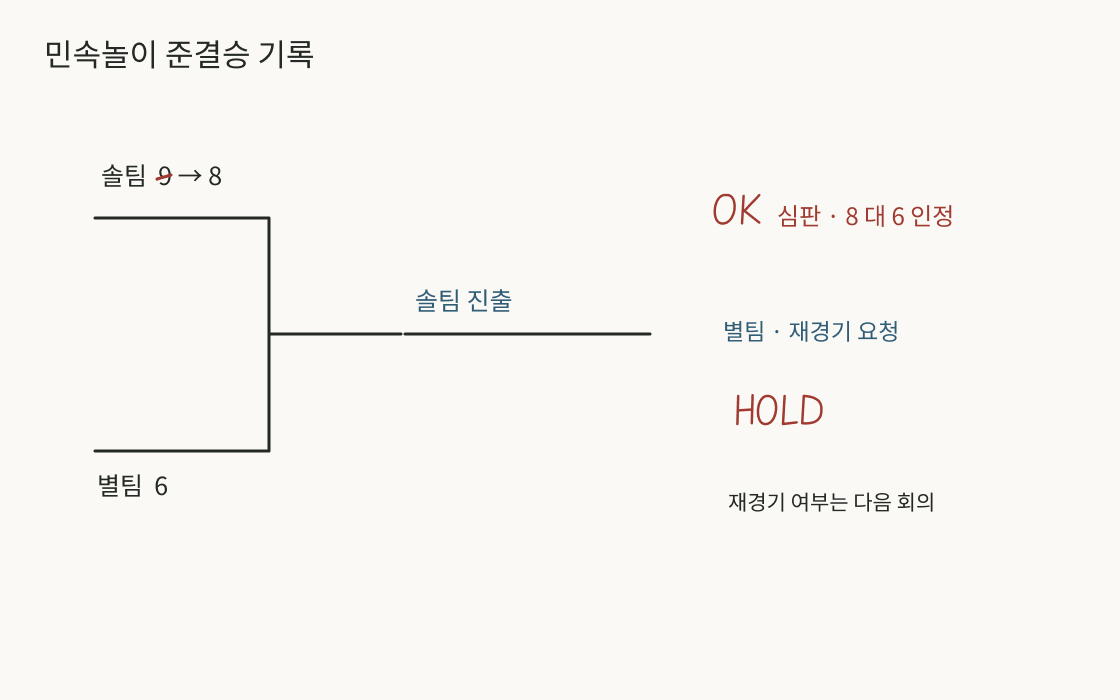 민속놀이 준결승 기록
솔팀 9 → 8
OK 심판 · 8 대 6 인정
솔팀 진출
별팀 · 재경기 요청
HOLD
별팀 6
재경기 여부는 다음 회의